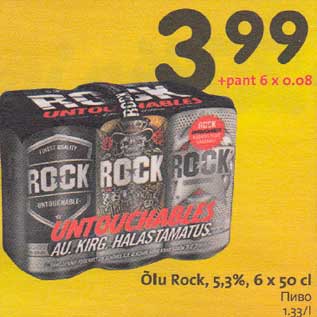 3 99
+pant 6 x 0.08
ROCK
UNTOUCHABLES
FINEST QUALITY
ROCK
UNTOUCHABLE
ROCK
ROCK
ROCK
UNTOUCHABLES
AU. KIRG. HALASTAMATUS.
Õlu Rock, 5,3%, 6 x 50 cl
Пиво
1.33/l